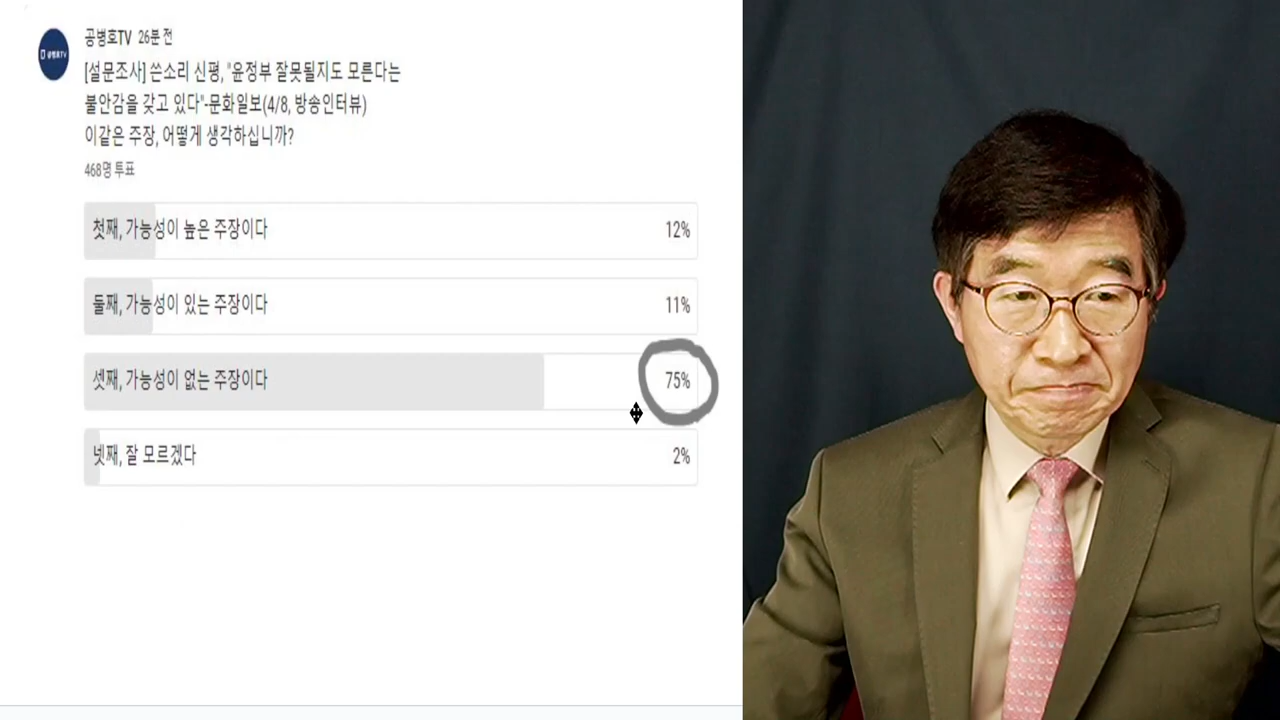 공병호TV
공병호TV 26분 전
[설문조사] 쓴소리 신평, "윤정부 잘못될지도 모른다는
불안감을 갖고 있다"-문화일보(4/8, 방송인터뷰)
이같은 주장, 어떻게 생각하십니까?
468명 투표
첫째, 가능성이 높은 주장이다 12%
둘째, 가능성이 있는 주장이다 11%
셋째, 가능성이 없는 주장이다 75%
넷째, 잘 모르겠다 2%